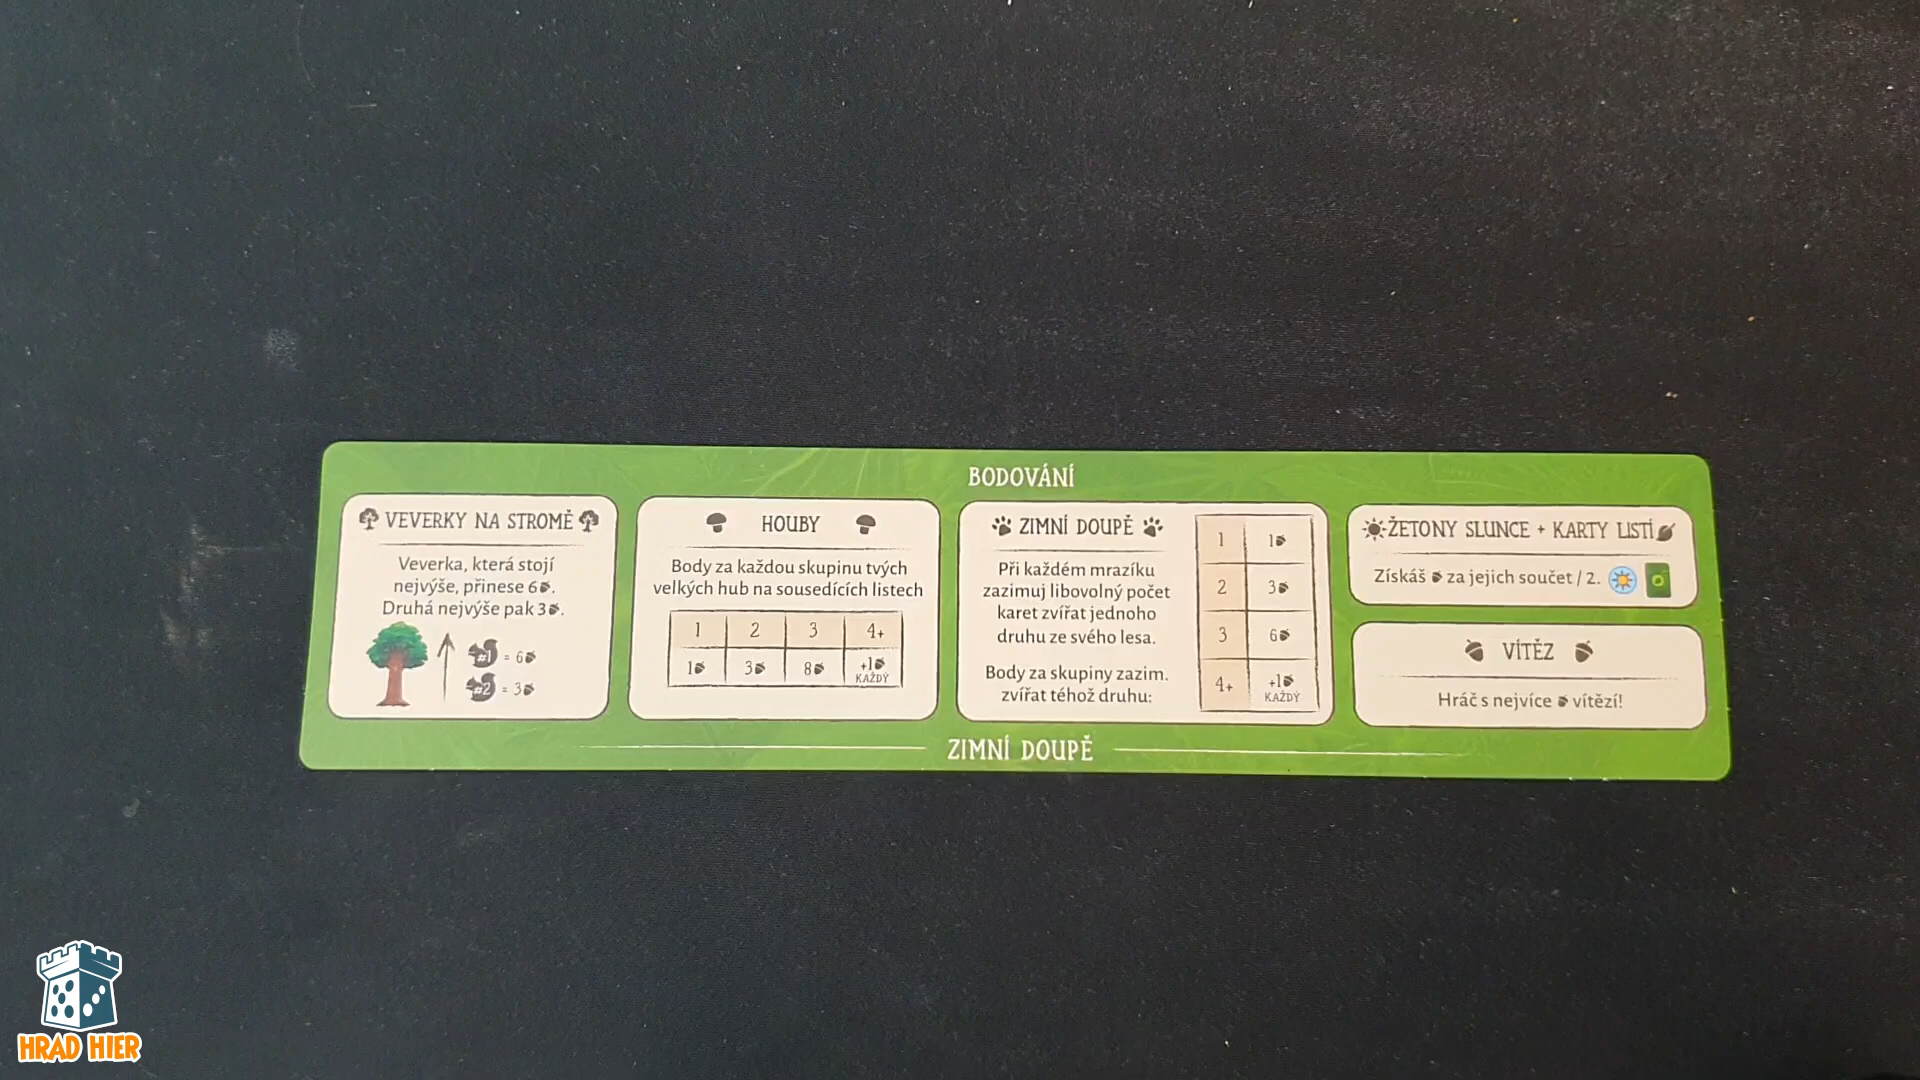 BODOVÁNÍ
VEVERKY NA STROMĚ
Veverka, která stojí
nejvýše, přinese 6.
Druhá nejvýše pak 3.
#1 = 6
#2 = 3
HOUBY
Body za každou skupinu tvých
velkých hub na sousedících listech
1 2 3 4+
1 3 8 +1
KAŽDÝ
ZIMNÍ DOUPĚ
Při každém mrazíku
zazimuj libovolný počet
karet zvířat jednoho
druhu ze svého lesa.
Body za skupiny zazim.
zvířat téhož druhu:
1 1
2 3
3 6
4+ +1
KAŽDÝ
ŽETONY SLUNCE + KARTY LISTÍ
Získáš za jejich součet / 2.
VÍTĚZ
Hráč s nejvíce vítězí!
ZIMNÍ DOUPĚ
HRAD HIER